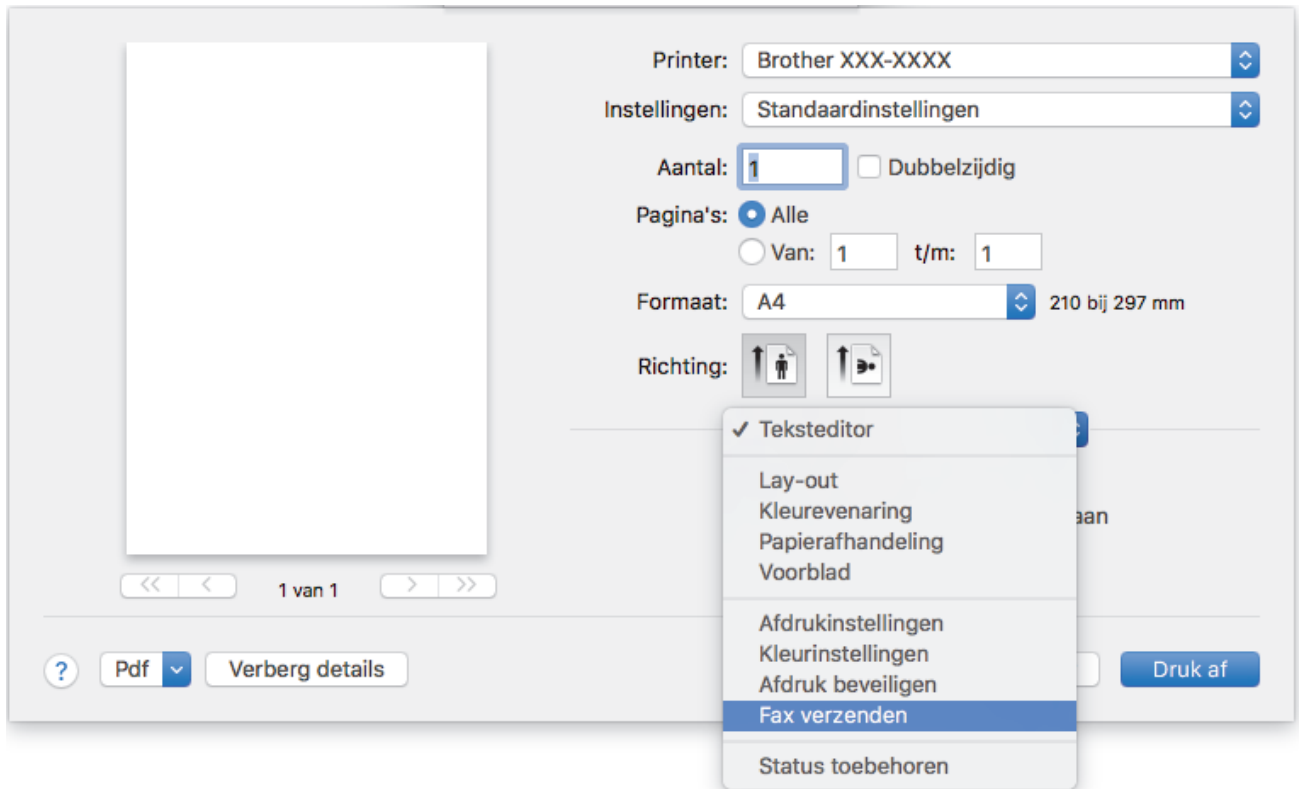 Printer: Brother XXX-XXXX
Instellingen: Standaardinstellingen
Aantal: 1 Dubbelzijdig
Pagina's: Alle
Van: 1 t/m: 1
Formaat: A4 210 bij 297 mm
Richting:
✓ Teksteditor
Lay-out
Kleurevenaring
aan
Papierafhandeling
Voorblad
1 van 1
Afdrukinstellingen
Kleurinstellingen
Afdruk beveiligen
Fax verzenden
Status toebehoren
? Pdf Verberg details Druk af